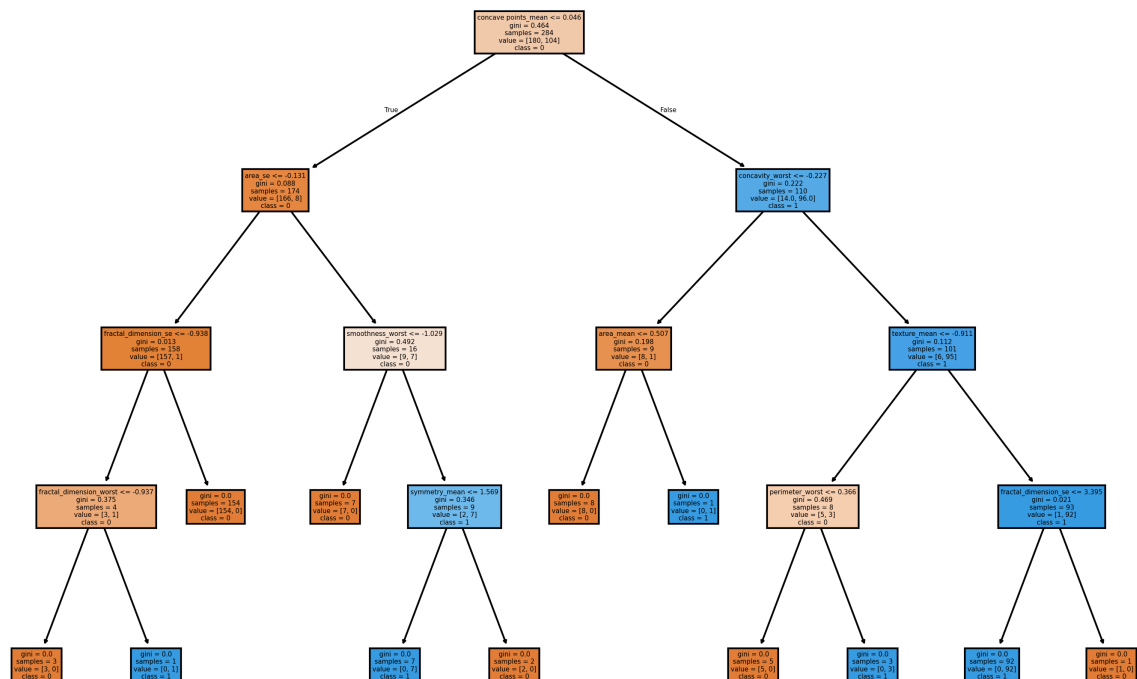 concave points_mean <= 0.046
gini = 0.464
samples = 284
value = [180, 104]
class = 0
True
False
area_se <= -0.131
gini = 0.088
samples = 174
value = [166, 8]
class = 0
concavity_worst <= -0.227
gini = 0.222
samples = 110
value = [14.0, 96.0]
class = 1
fractal_dimension_se <= -0.938
gini = 0.013
samples = 158
value = [157, 1]
class = 0
smoothness_worst <= -1.029
gini = 0.492
samples = 16
value = [9, 7]
class = 0
area_mean <= 0.507
gini = 0.198
samples = 9
value = [8, 1]
class = 0
texture_mean <= -0.911
gini = 0.112
samples = 101
value = [6, 95]
class = 1
fractal_dimension_worst <= -0.937
gini = 0.375
samples = 4
value = [3, 1]
class = 0
gini = 0.0
samples = 154
value = [154, 0]
class = 0
gini = 0.0
samples = 7
value = [7, 0]
class = 0
symmetry_mean <= 1.569
gini = 0.346
samples = 9
value = [2, 7]
class = 1
gini = 0.0
samples = 8
value = [8, 0]
class = 0
gini = 0.0
samples = 1
value = [0, 1]
class = 1
perimeter_worst <= 0.366
gini = 0.469
samples = 8
value = [5, 3]
class = 0
fractal_dimension_se <= 3.395
gini = 0.021
samples = 93
value = [1, 92]
class = 1
gini = 0.0
samples = 3
value = [3, 0]
class = 0
gini = 0.0
samples = 1
value = [0, 1]
class = 1
gini = 0.0
samples = 7
value = [0, 7]
class = 1
gini = 0.0
samples = 2
value = [2, 0]
class = 0
gini = 0.0
samples = 5
value = [5, 0]
class = 0
gini = 0.0
samples = 3
value = [0, 3]
class = 1
gini = 0.0
samples = 92
value = [0, 92]
class = 1
gini = 0.0
samples = 1
value = [1, 0]
class = 0